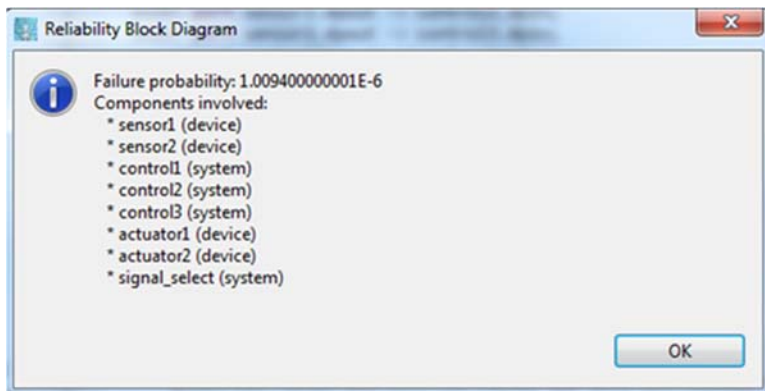 Reliability Block Diagram
Failure probability: 1.009400000001E-6
Components involved:
* sensor1 (device)
* sensor2 (device)
* control1 (system)
* control2 (system)
* control3 (system)
* actuator1 (device)
* actuator2 (device)
* signal_select (system)
OK